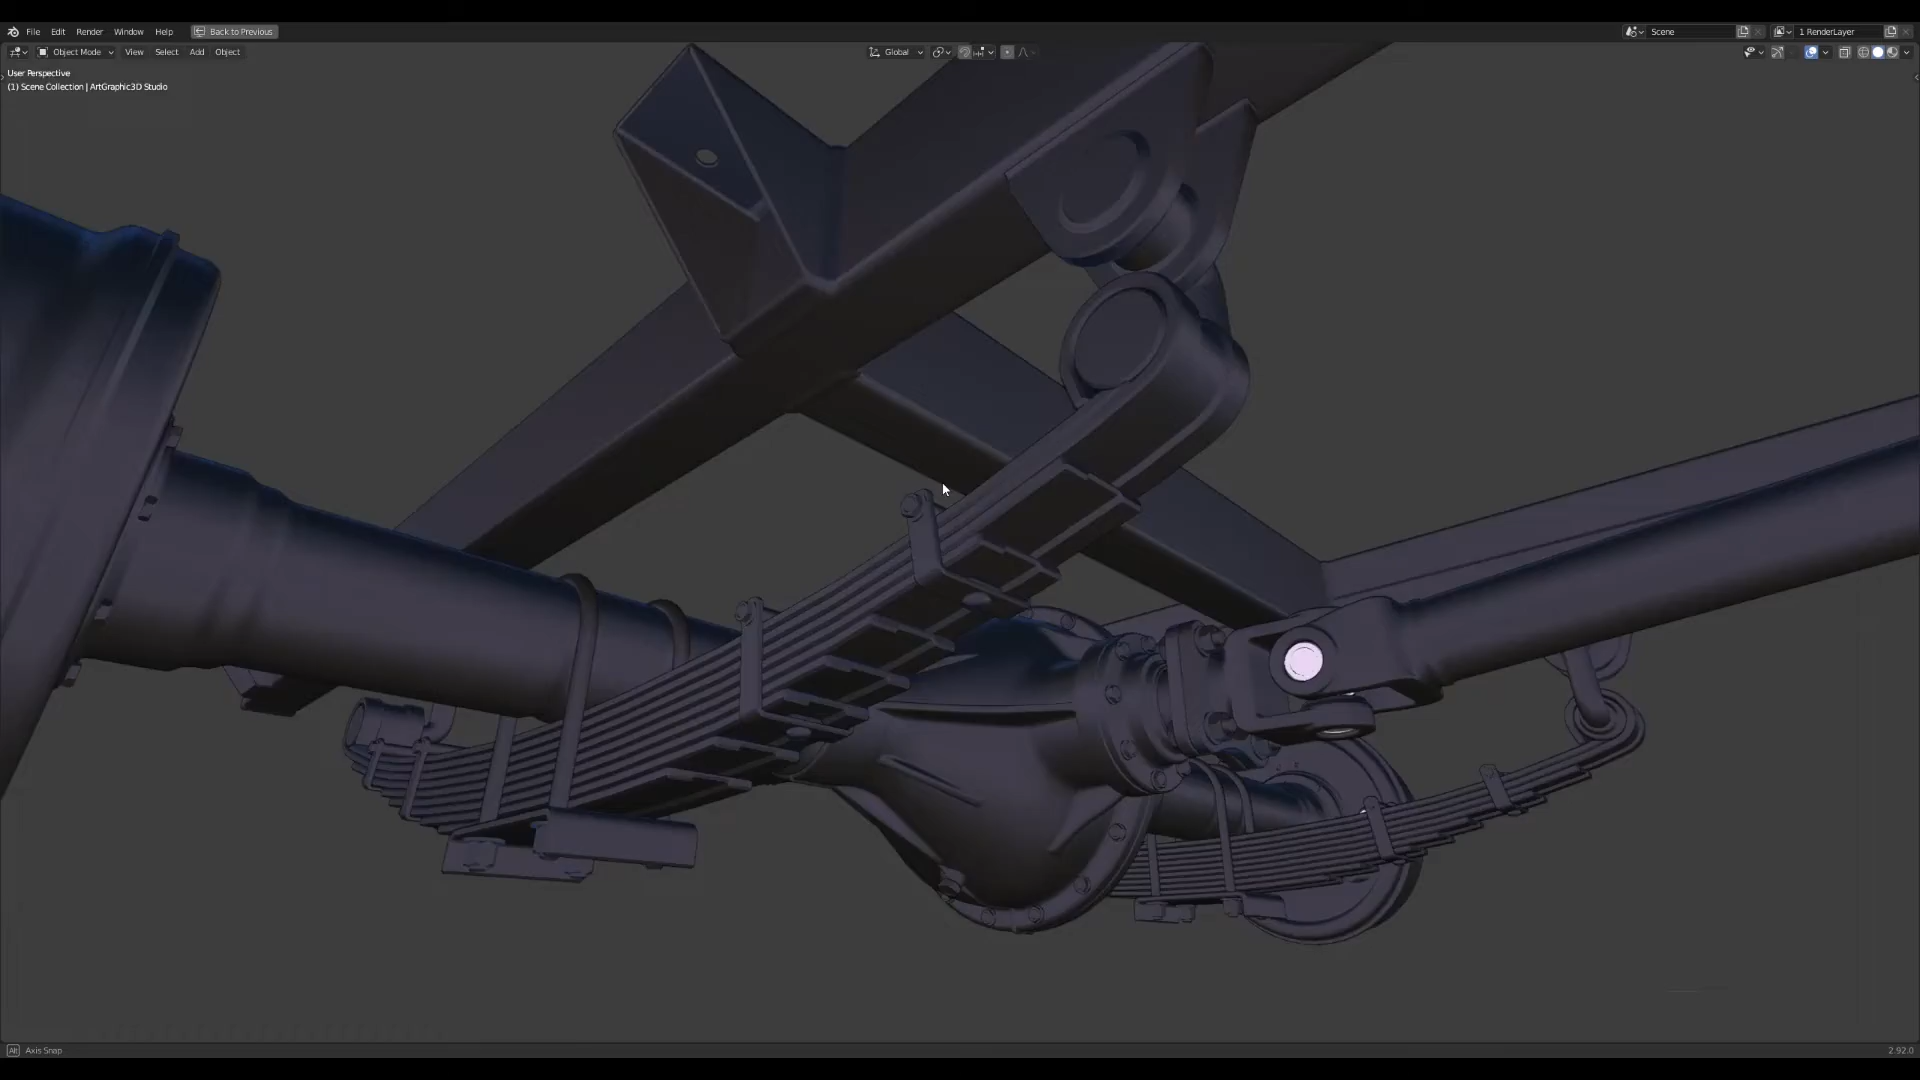 File Edit Render Window Help Back to Previous Scene 1 RenderLayer
Object Mode View Select Add Object Global
User Perspective
(1) Scene Collection | ArtGraphic3D Studio
Alt Axis Snap 2.92.0